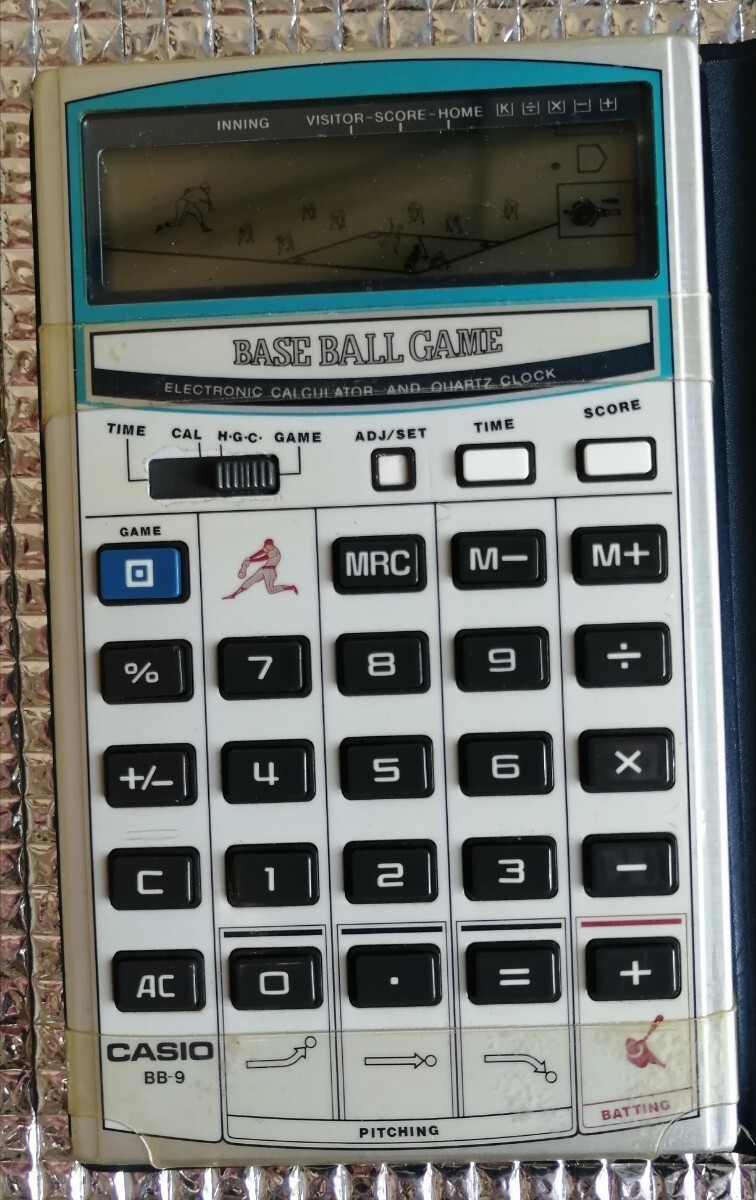 INNING VISITOR-SCORE-HOME K ÷ × − +
BASE BALL GAME
ELECTRONIC CALCULATOR AND QUARTZ CLOCK
TIME CAL H·G·C· GAME ADJ/SET TIME SCORE
GAME
MRC M− M+
% 7 8 9 ÷
+/− 4 5 6 ×
C 1 2 3 −
AC 0 · = +
CASIO
BB-9
PITCHING
BATTING